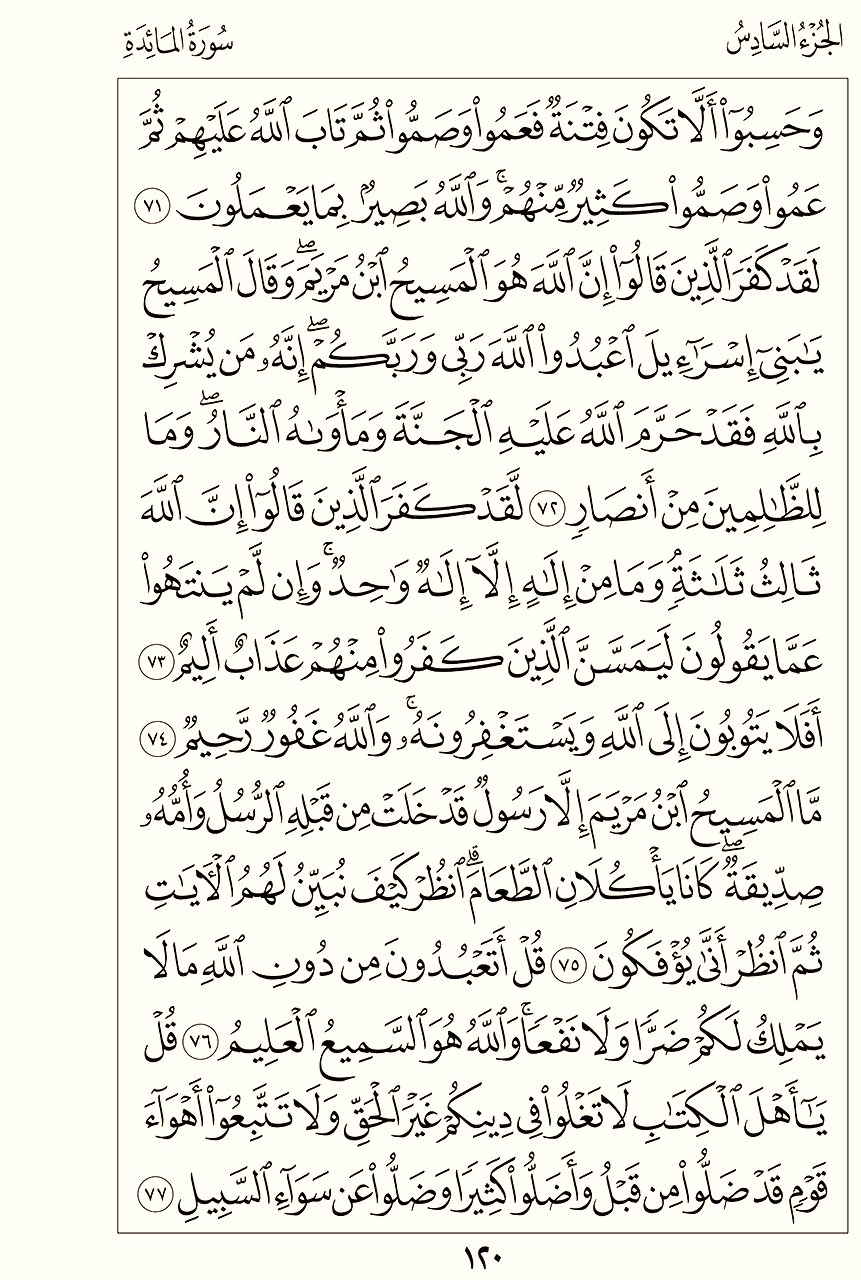 الجُزْءُ السَّادِسُ سُورَةُ المَائِدَةِ
وَحَسِبُوٓاْ أَلَّا تَكُونَ فِتۡنَةٞ فَعَمُواْ وَصَمُّواْ ثُمَّ تَابَ ٱللَّهُ عَلَيۡهِمۡ ثُمَّ
عَمُواْ وَصَمُّواْ كَثِيرٞ مِّنۡهُمۡۚ وَٱللَّهُ بَصِيرُۢ بِمَا يَعۡمَلُونَ ٧١
لَقَدۡ كَفَرَ ٱلَّذِينَ قَالُوٓاْ إِنَّ ٱللَّهَ هُوَ ٱلۡمَسِيحُ ٱبۡنُ مَرۡيَمَۖ وَقَالَ ٱلۡمَسِيحُ
يَٰبَنِيٓ إِسۡرَٰٓءِيلَ ٱعۡبُدُواْ ٱللَّهَ رَبِّي وَرَبَّكُمۡۖ إِنَّهُۥ مَن يُشۡرِكۡ
بِٱللَّهِ فَقَدۡ حَرَّمَ ٱللَّهُ عَلَيۡهِ ٱلۡجَنَّةَ وَمَأۡوَىٰهُ ٱلنَّارُۖ وَمَا
لِلظَّٰلِمِينَ مِنۡ أَنصَارٖ ٧٢ لَّقَدۡ كَفَرَ ٱلَّذِينَ قَالُوٓاْ إِنَّ ٱللَّهَ
ثَالِثُ ثَلَٰثَةٖۘ وَمَا مِنۡ إِلَٰهٍ إِلَّآ إِلَٰهٞ وَٰحِدٞۚ وَإِن لَّمۡ يَنتَهُواْ
عَمَّا يَقُولُونَ لَيَمَسَّنَّ ٱلَّذِينَ كَفَرُواْ مِنۡهُمۡ عَذَابٌ أَلِيمٌ ٧٣
أَفَلَا يَتُوبُونَ إِلَى ٱللَّهِ وَيَسۡتَغۡفِرُونَهُۥۚ وَٱللَّهُ غَفُورٞ رَّحِيمٞ ٧٤
مَّا ٱلۡمَسِيحُ ٱبۡنُ مَرۡيَمَ إِلَّا رَسُولٞ قَدۡ خَلَتۡ مِن قَبۡلِهِ ٱلرُّسُلُ وَأُمُّهُۥ
صِدِّيقَةٞۖ كَانَا يَأۡكُلَانِ ٱلطَّعَامَۗ ٱنظُرۡ كَيۡفَ نُبَيِّنُ لَهُمُ ٱلۡأٓيَٰتِ
ثُمَّ ٱنظُرۡ أَنَّىٰ يُؤۡفَكُونَ ٧٥ قُلۡ أَتَعۡبُدُونَ مِن دُونِ ٱللَّهِ مَا لَا
يَمۡلِكُ لَكُمۡ ضَرّٗا وَلَا نَفۡعٗاۚ وَٱللَّهُ هُوَ ٱلسَّمِيعُ ٱلۡعَلِيمُ ٧٦ قُلۡ
يَٰٓأَهۡلَ ٱلۡكِتَٰبِ لَا تَغۡلُواْ فِي دِينِكُمۡ غَيۡرَ ٱلۡحَقِّ وَلَا تَتَّبِعُوٓاْ أَهۡوَآءَ
قَوۡمٖ قَدۡ ضَلُّواْ مِن قَبۡلُ وَأَضَلُّواْ كَثِيرٗا وَضَلُّواْ عَن سَوَآءِ ٱلسَّبِيلِ ٧٧
١٢٠